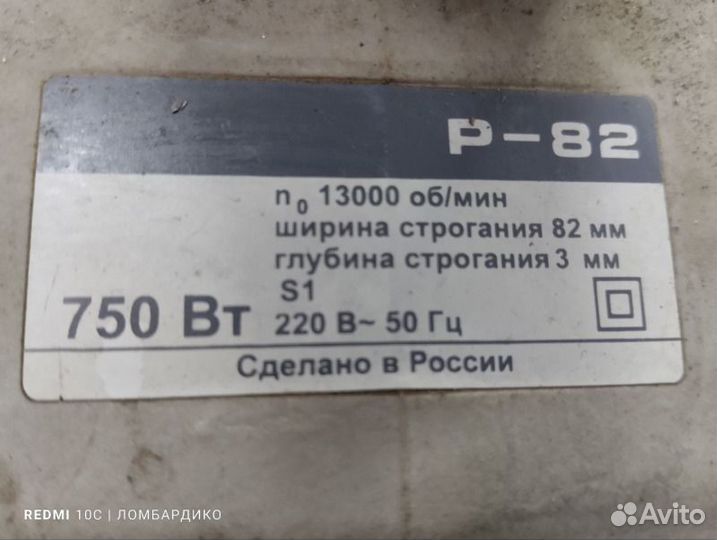 P-82
n₀ 13000 об/мин
ширина строгания 82 мм
глубина строгания 3 мм
S1
750 Вт 220 В~ 50 Гц
Сделано в России
REDMI 10C | ЛОМБАРДИКО
Avito